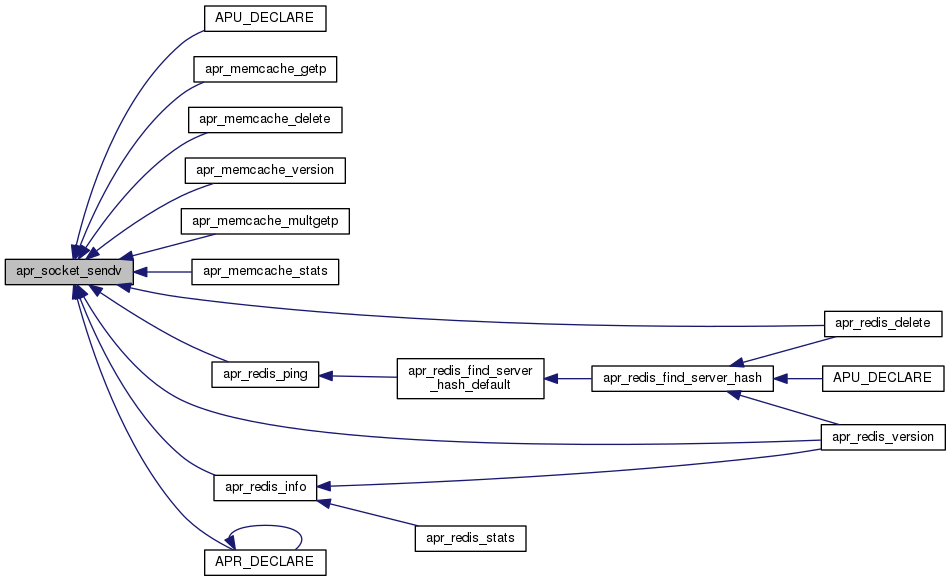 APU_DECLARE
apr_memcache_getp
apr_memcache_delete
apr_memcache_version
apr_memcache_multgetp
apr_socket_sendv
apr_memcache_stats
apr_redis_delete
apr_redis_ping
apr_redis_find_server
_hash_default
apr_redis_find_server_hash
APU_DECLARE
apr_redis_version
apr_redis_info
apr_redis_stats
APR_DECLARE